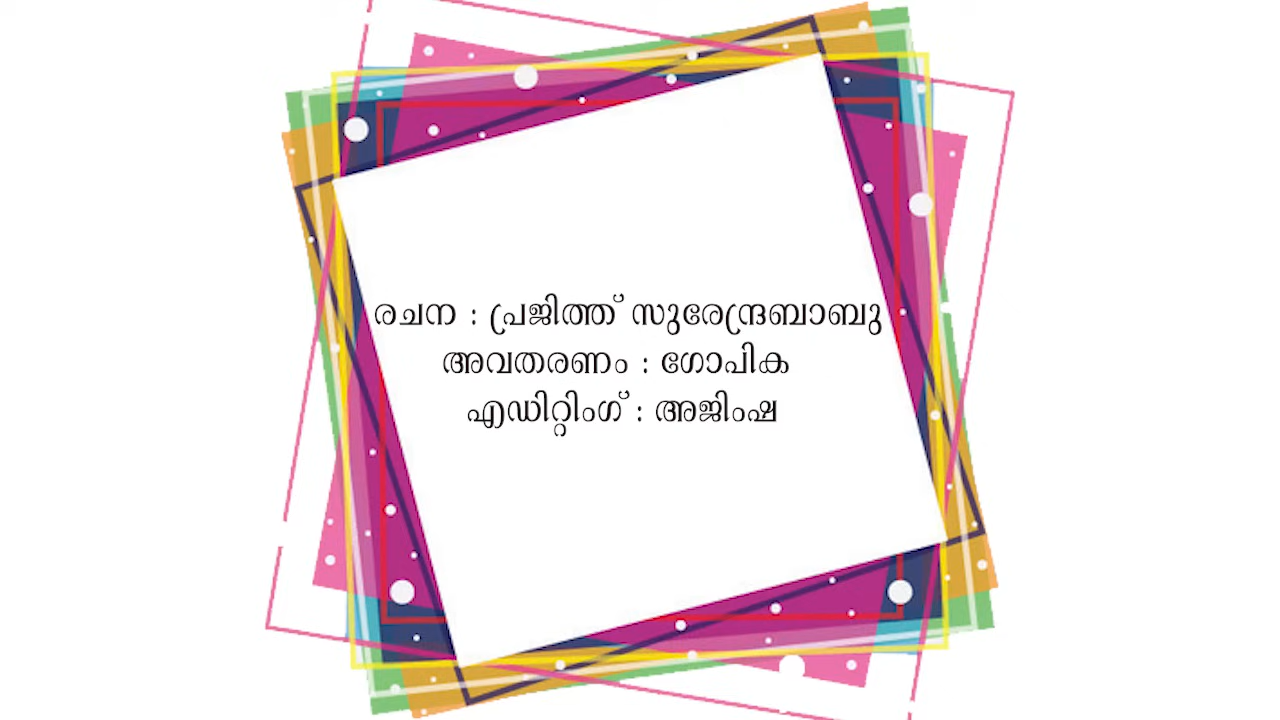 രചന : പ്രജിത്ത് സുരേന്ദ്രബാബു
അവതരണം : ഗോപിക
എഡിറ്റിംഗ് : അജിംഷ